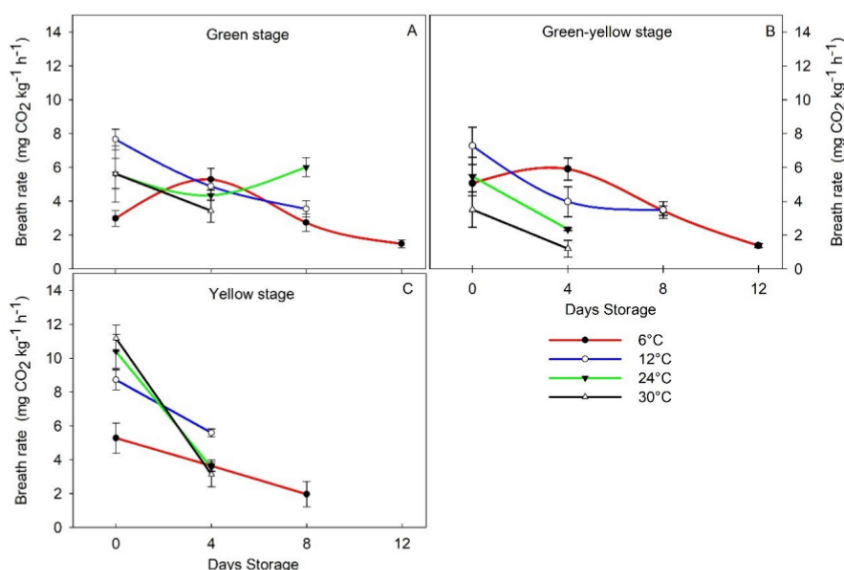 Green stage
A
Breath rate (mg CO2 kg-1 h-1)
14
12
10
8
6
4
2
0
Green-yellow stage
B
14
12
10
8
6
4
2
0
Breath rate (mg CO2 kg-1 h-1)
0 4 8 12
Days Storage
Yellow stage
C
Breath rate (mg CO2 kg-1 h-1)
14
12
10
8
6
4
2
0
0 4 8 12
Days Storage
6°C
12°C
24°C
30°C